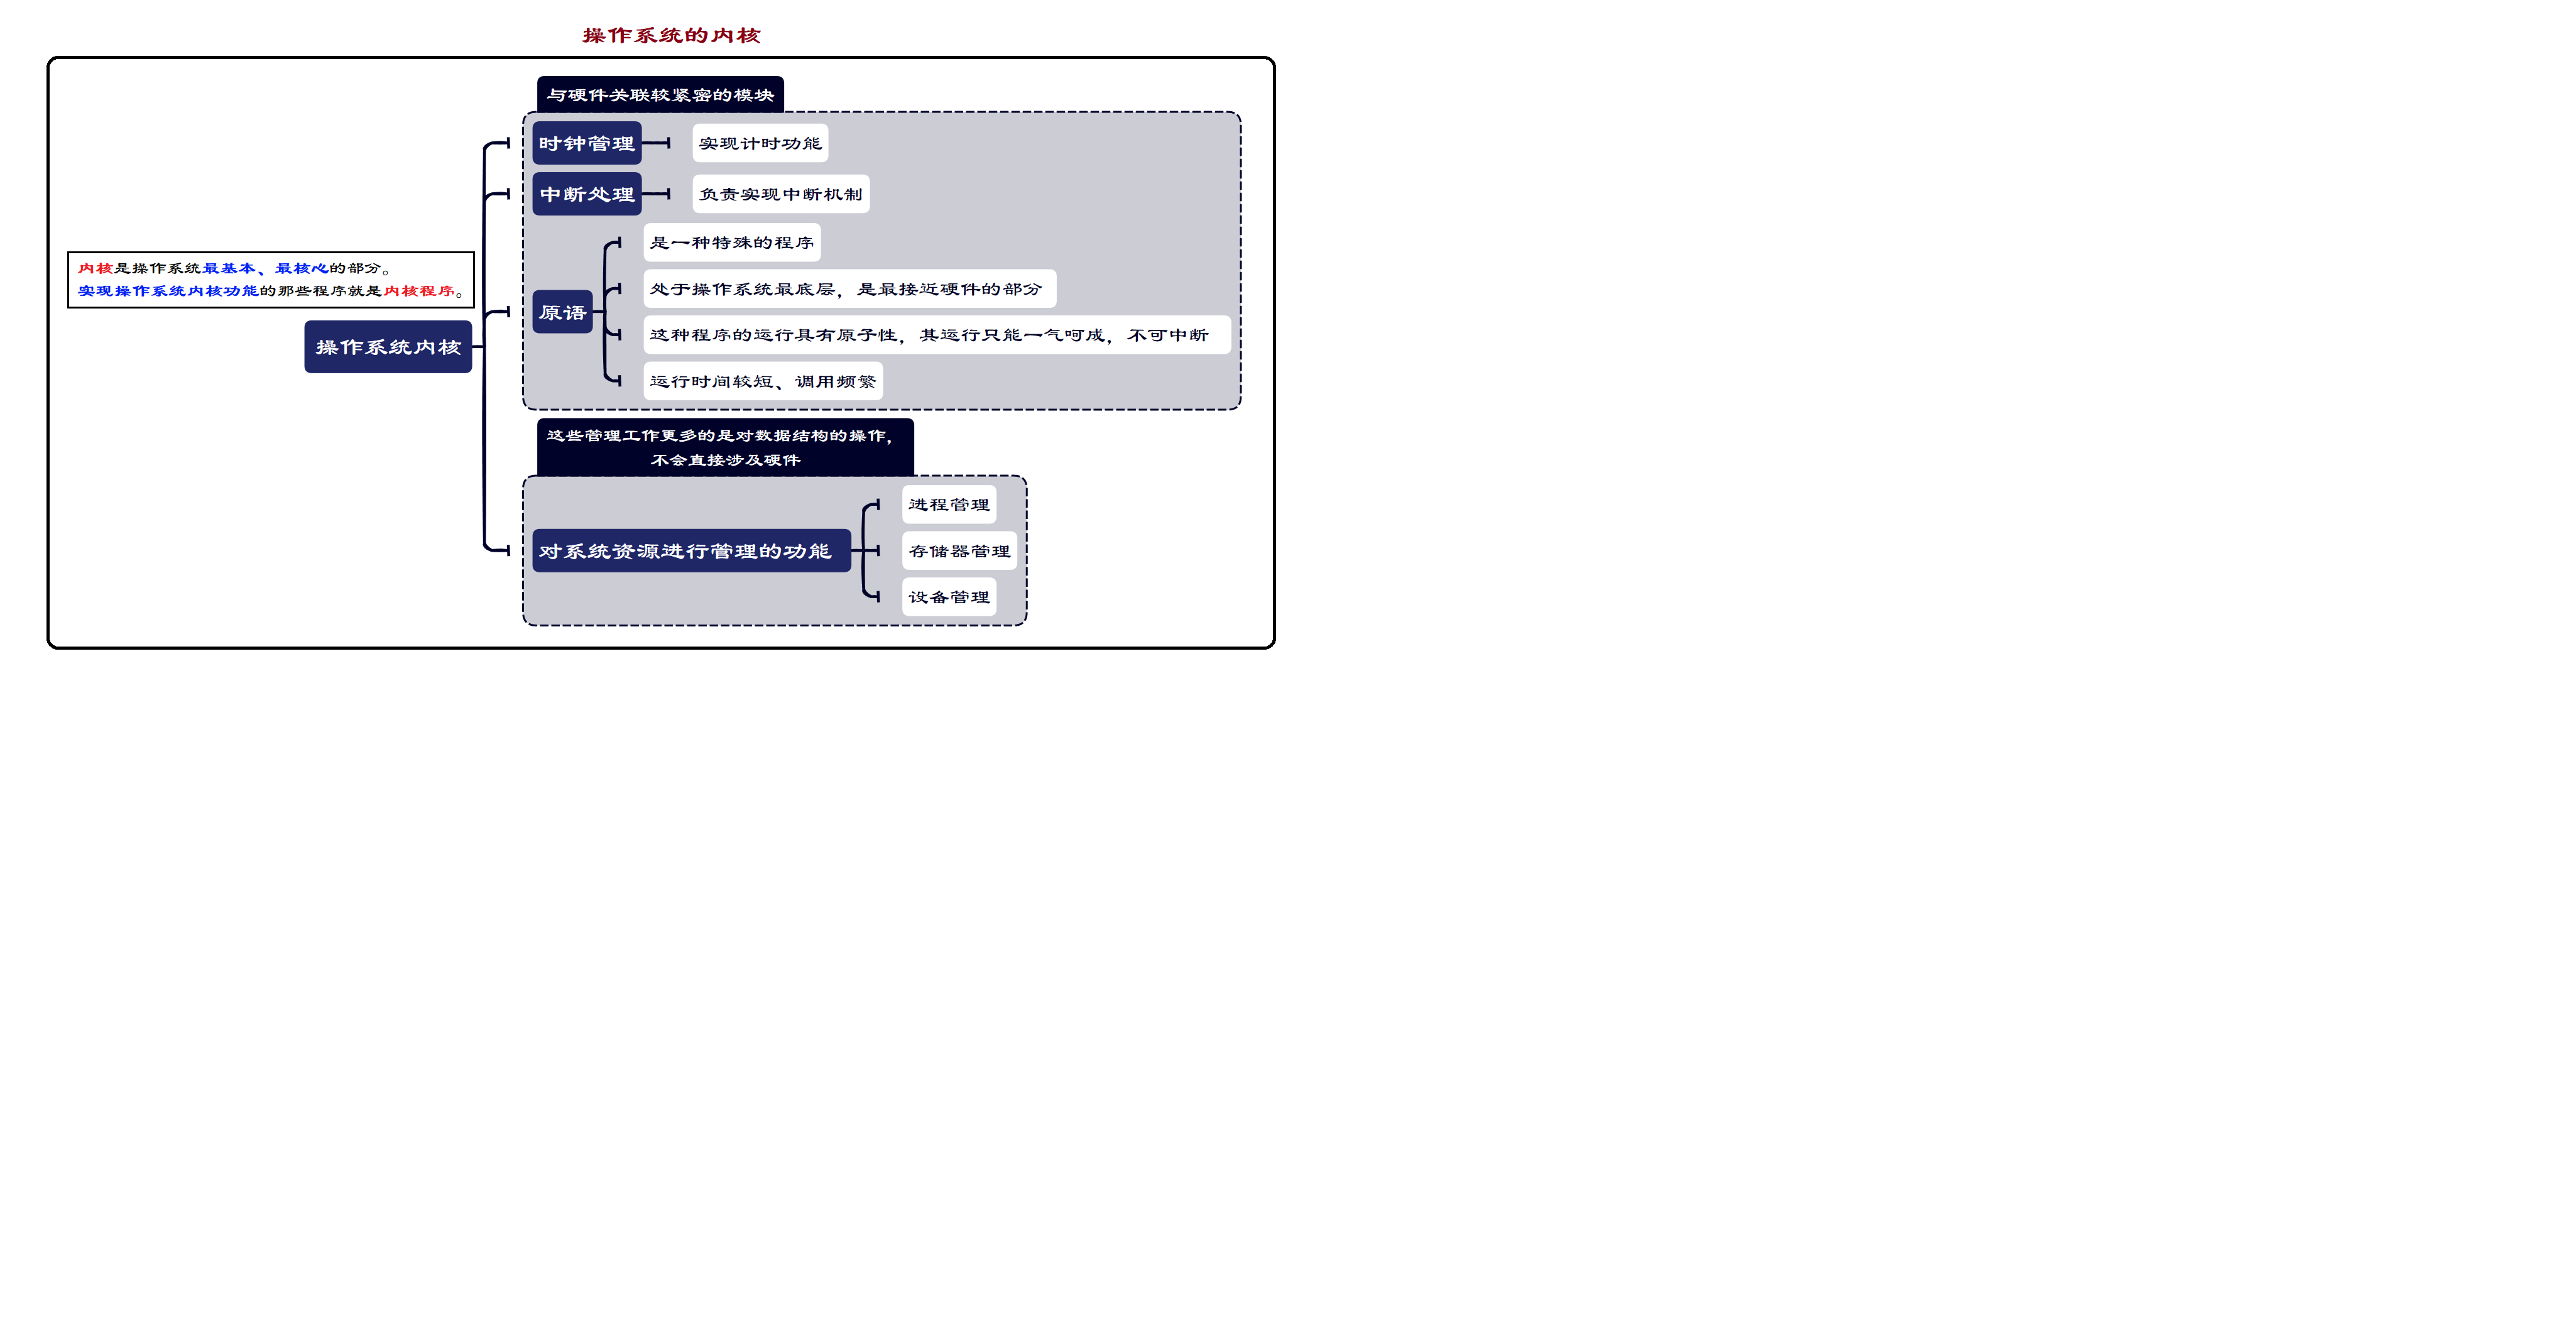 操作系统的内核
与硬件关联较紧密的模块
时钟管理
实现计时功能
中断处理
负责实现中断机制
是一种特殊的程序
内核是操作系统最基本、最核心的部分。
实现操作系统内核功能的那些程序就是内核程序。
处于操作系统最底层，是最接近硬件的部分
原语
这种程序的运行具有原子性，其运行只能一气呵成，不可中断
操作系统内核
运行时间较短、调用频繁
这些管理工作更多的是对数据结构的操作，
不会直接涉及硬件
进程管理
对系统资源进行管理的功能
存储器管理
设备管理